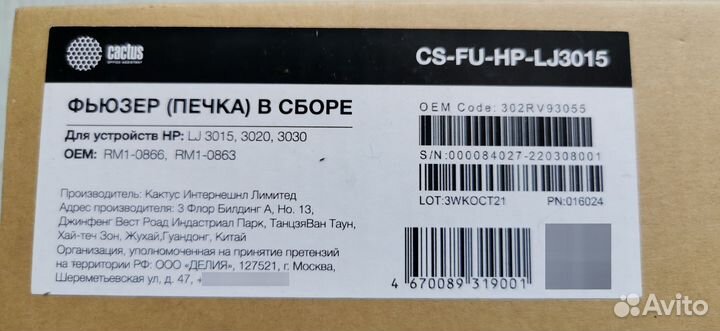 cactus
OFFICE ASSISTANT
CS-FU-HP-LJ3015
ФЬЮЗЕР (ПЕЧКА) В СБОРЕ
Для устройств HP: LJ 3015, 3020, 3030
OEM: RM1-0866, RM1-0863
OEM Code: 302RV93055
S/N:000084027-220308001
LOT:3WKOCT21 PN:016024
Производитель: Кактус Интернешнл Лимитед
Адрес производителя: 3 Флор Билдинг А, Но. 13,
Джинфенг Вест Роад Индастриал Парк, ТанцзяВан Таун,
Хай-теч Зон, Жухай,Гуандонг, Китай
Организация, уполномоченная на принятие претензий
на территории РФ: ООО «ДЕЛИЯ», 127521, г. Москва,
Шереметьевская ул., д. 47, +
4 670089 319001
Avito